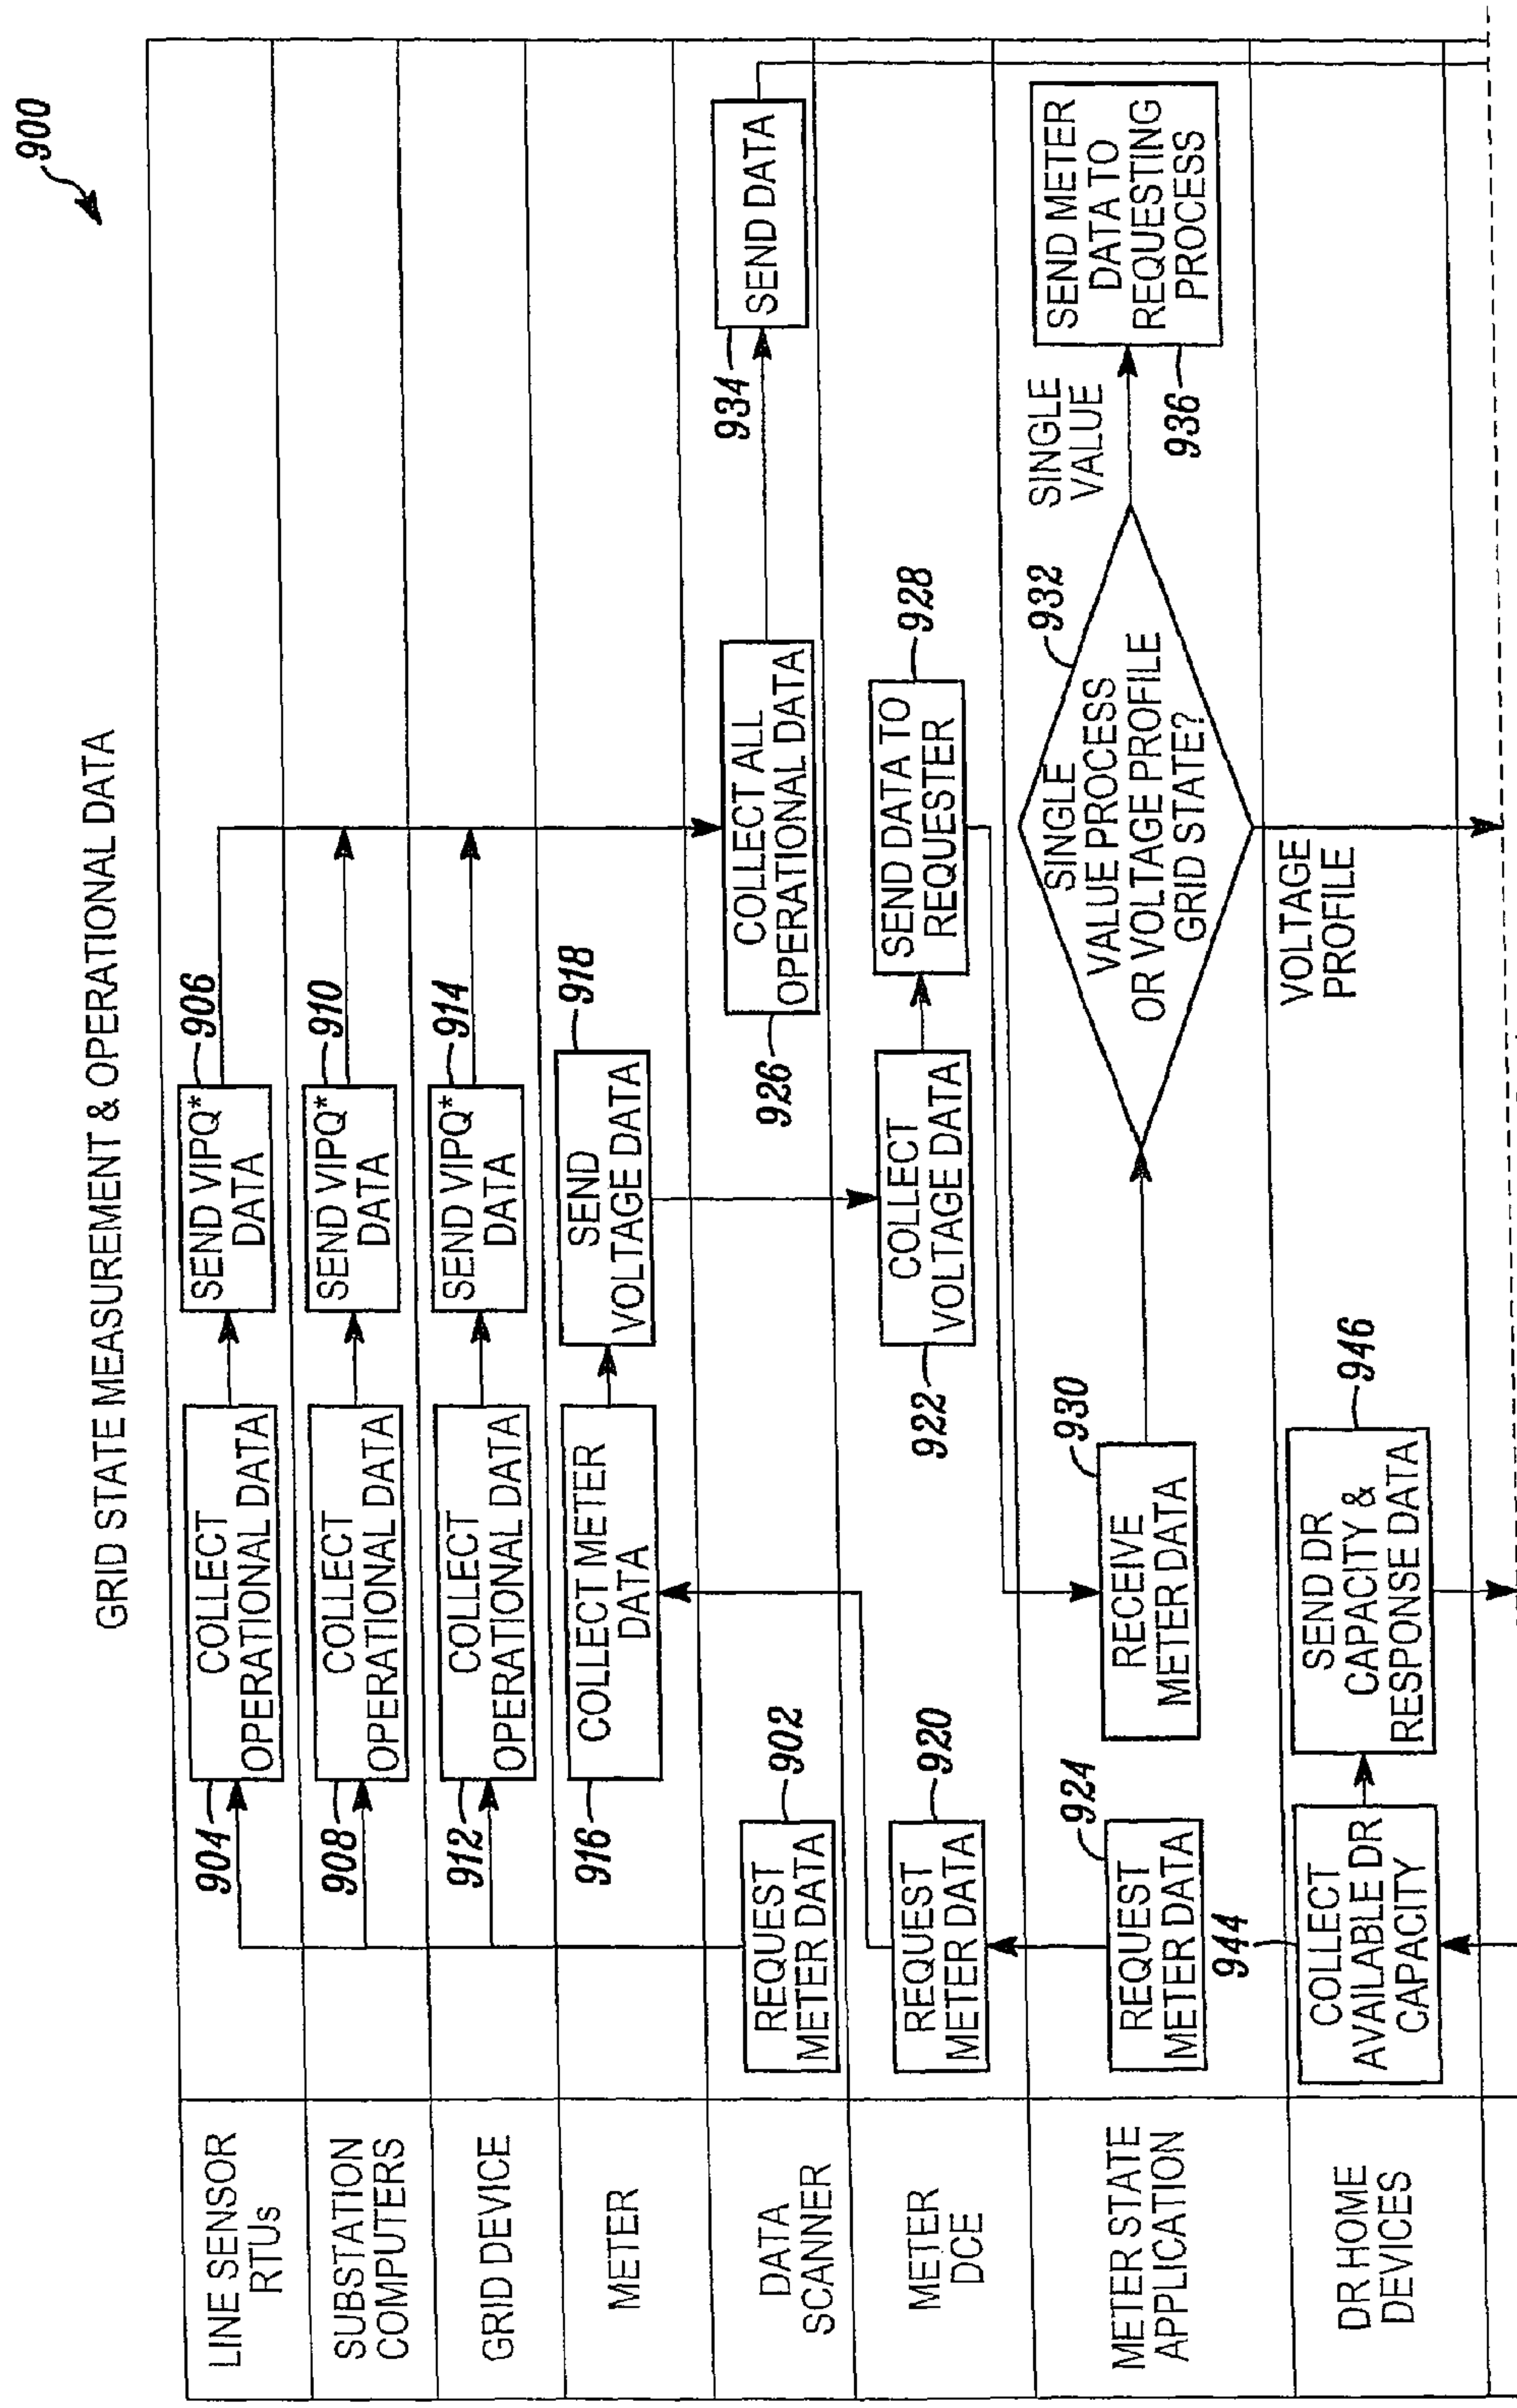 900
GRID STATE MEASUREMENT & OPERATIONAL DATA
LINE SENSOR
RTUs
904
COLLECT
OPERATIONAL DATA
SEND VIPQ*
DATA
906
SUBSTATION
COMPUTERS
908
COLLECT
OPERATIONAL DATA
SEND VIPQ*
DATA
910
GRID DEVICE
912
COLLECT
OPERATIONAL DATA
SEND VIPQ*
DATA
914
METER
916
COLLECT METER
DATA
SEND
VOLTAGE DATA
918
DATA
SCANNER
REQUEST
METER DATA
902
COLLECT ALL
OPERATIONAL DATA
926
934
SEND DATA
METER
DCE
REQUEST
METER DATA
920
922
COLLECT
VOLTAGE DATA
SEND DATA TO
REQUESTER
928
METER STATE
APPLICATION
REQUEST
METER DATA
924
RECEIVE
METER DATA
930
SINGLE
VALUE PROCESS
OR VOLTAGE PROFILE
GRID STATE?
932
SINGLE
VALUE
936
SEND METER
DATA TO
REQUESTING
PROCESS
VOLTAGE
PROFILE
DR HOME
DEVICES
944
COLLECT
AVAILABLE DR
CAPACITY
SEND DR
CAPACITY &
RESPONSE DATA
946